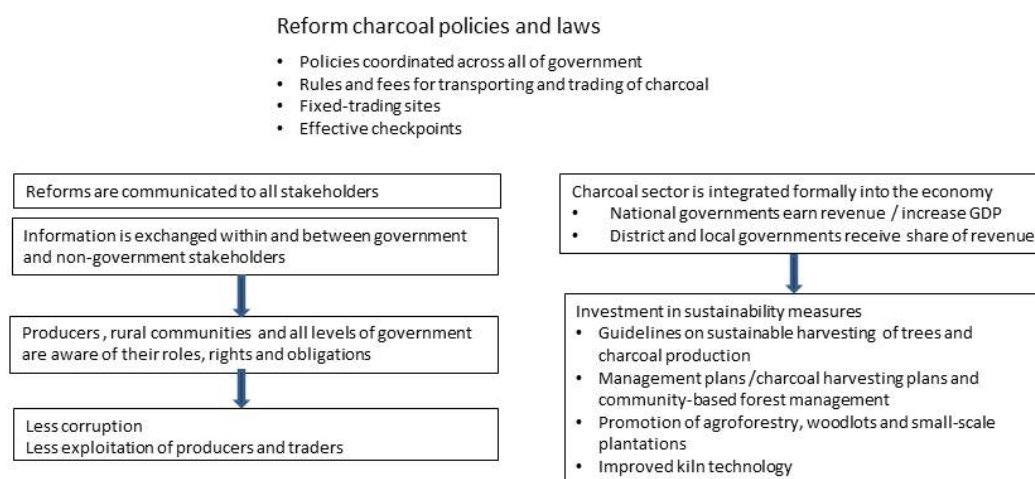 Reform charcoal policies and laws
• Policies coordinated across all of government
• Rules and fees for transporting and trading of charcoal
• Fixed-trading sites
• Effective checkpoints
Reforms are communicated to all stakeholders
Information is exchanged within and between government
and non-government stakeholders
Producers , rural communities and all levels of government
are aware of their roles, rights and obligations
Less corruption
Less exploitation of producers and traders
Charcoal sector is integrated formally into the economy
• National governments earn revenue / increase GDP
• District and local governments receive share of revenue
Investment in sustainability measures
• Guidelines on sustainable harvesting of trees and
charcoal production
• Management plans /charcoal harvesting plans and
community-based forest management
• Promotion of agroforestry, woodlots and small-scale
plantations
• Improved kiln technology